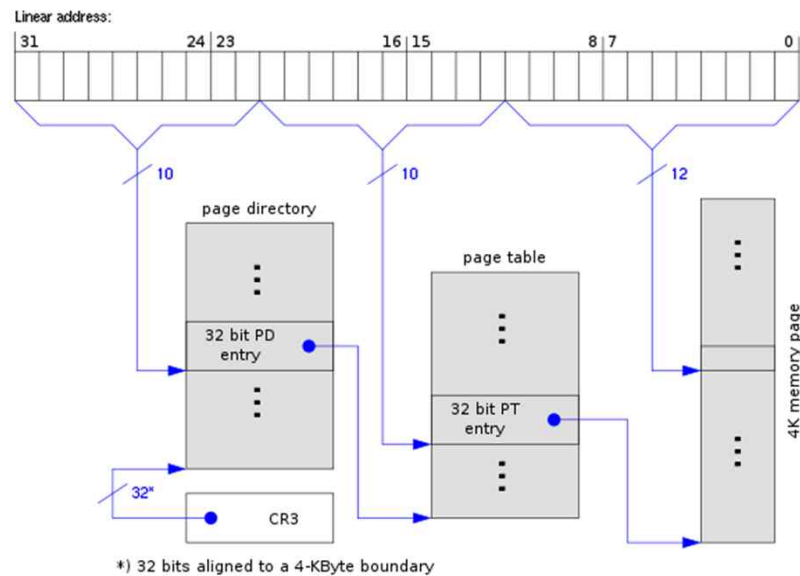 Linear address:
31 24 23 16 15 8 7 0
10 10 12
page directory
page table
32 bit PD
entry
32 bit PT
entry
4K memory page
32*
CR3
*) 32 bits aligned to a 4-KByte boundary